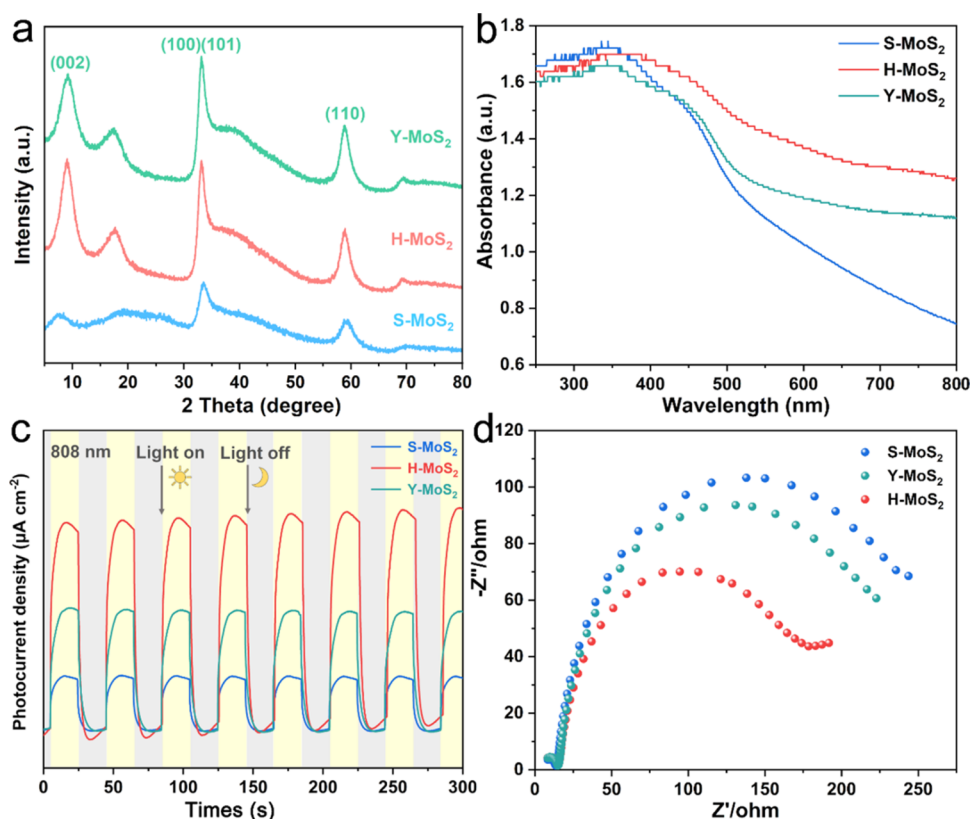 a
(100)(101)
(002)
(110)
Y-MoS₂
H-MoS₂
S-MoS₂
Intensity (a.u.)
10 20 30 40 50 60 70 80
2 Theta (degree)
b
S-MoS₂
H-MoS₂
Y-MoS₂
Absorbance (a.u.)
1.8
1.6
1.4
1.2
1.0
0.8
0.6
300 400 500 600 700 800
Wavelength (nm)
c
808 nm
Light on
Light off
S-MoS₂
H-MoS₂
Y-MoS₂
Photocurrent density (μA cm⁻²)
0 50 100 150 200 250 300
Times (s)
d
S-MoS₂
Y-MoS₂
H-MoS₂
-Z''/ohm
120
100
80
60
40
20
0
0 50 100 150 200 250
Z'/ohm